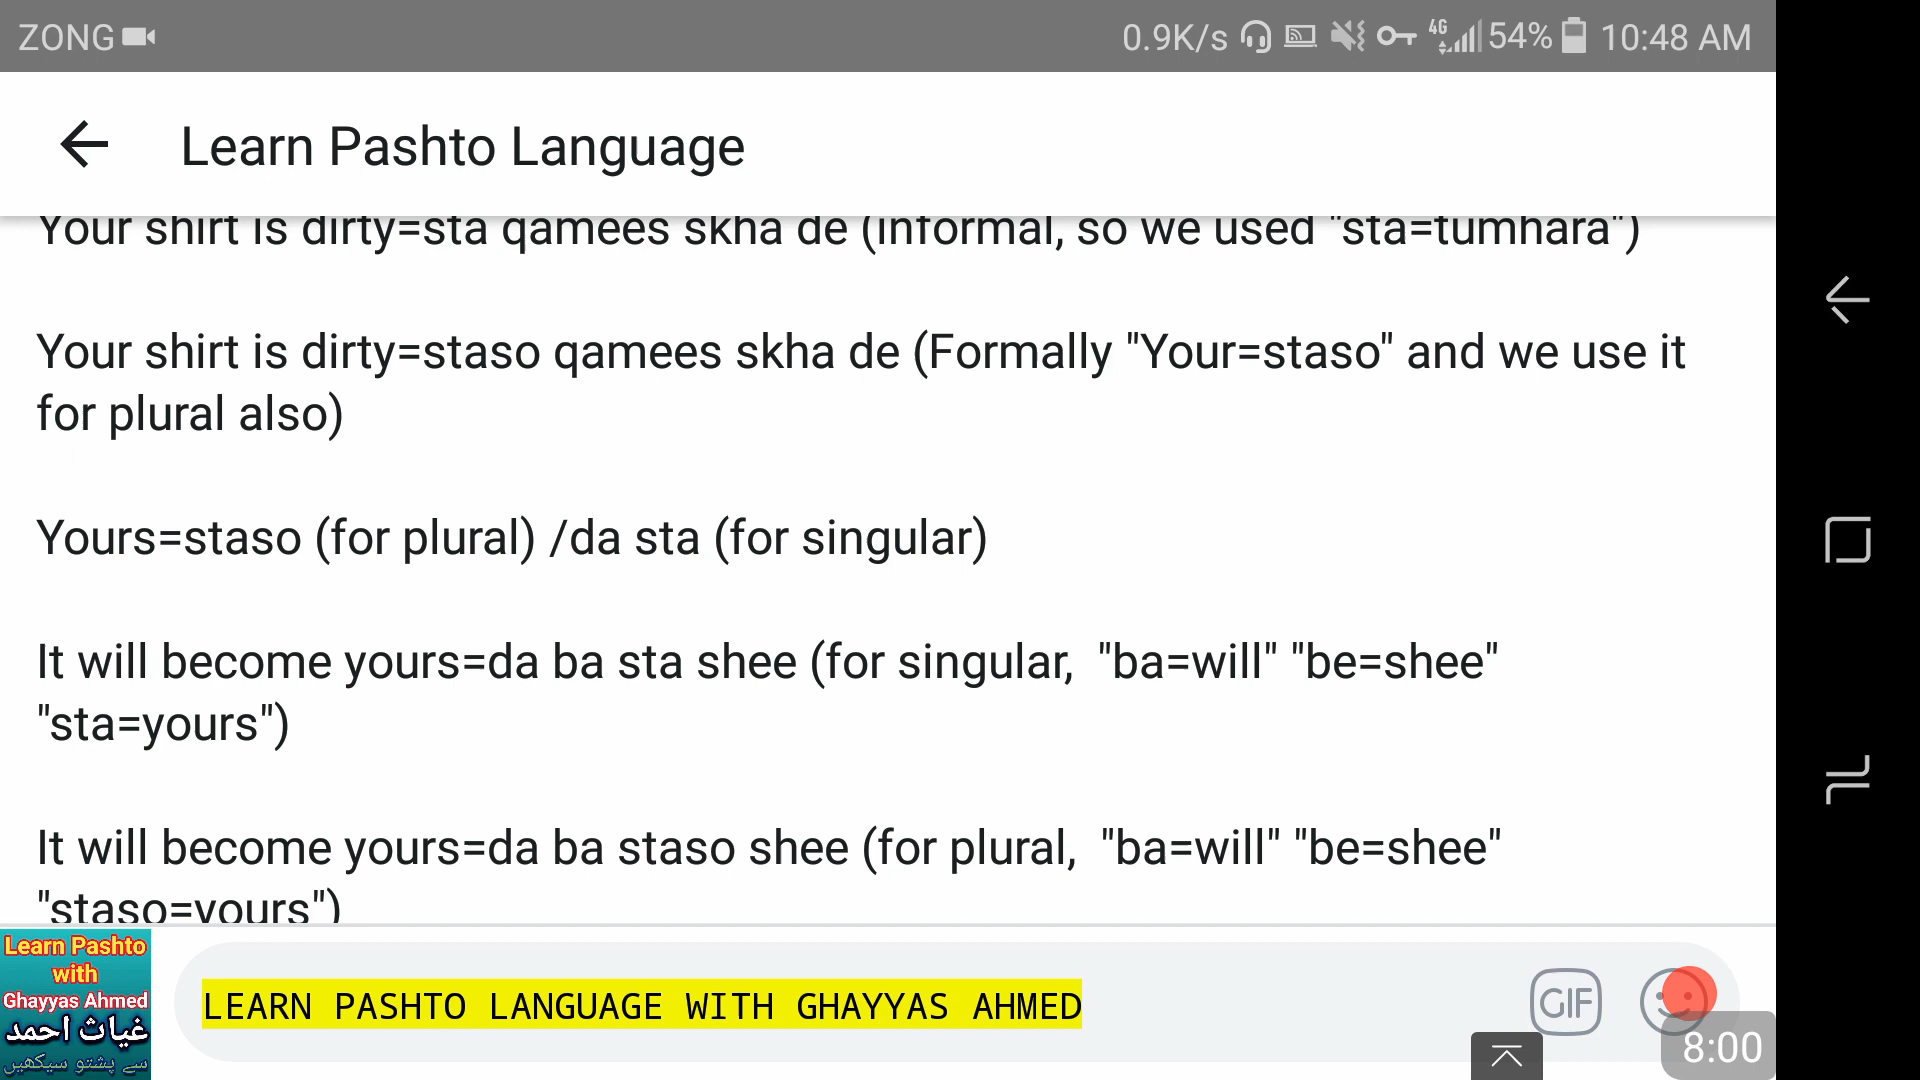 ZONG
0.9K/s 4G 54% 10:48 AM
Learn Pashto Language
Your shirt is dirty=sta qamees skha de (informal, so we used "sta=tumhara")
Your shirt is dirty=staso qamees skha de (Formally "Your=staso" and we use it
for plural also)
Yours=staso (for plural) /da sta (for singular)
It will become yours=da ba sta shee (for singular,  "ba=will" "be=shee"
"sta=yours")
It will become yours=da ba staso shee (for plural,  "ba=will" "be=shee"
"staso=yours")
Learn Pashto
with
Ghayyas Ahmed
غیاث احمد
سے پشتو سیکھیں
LEARN PASHTO LANGUAGE WITH GHAYYAS AHMED
GIF
8:00